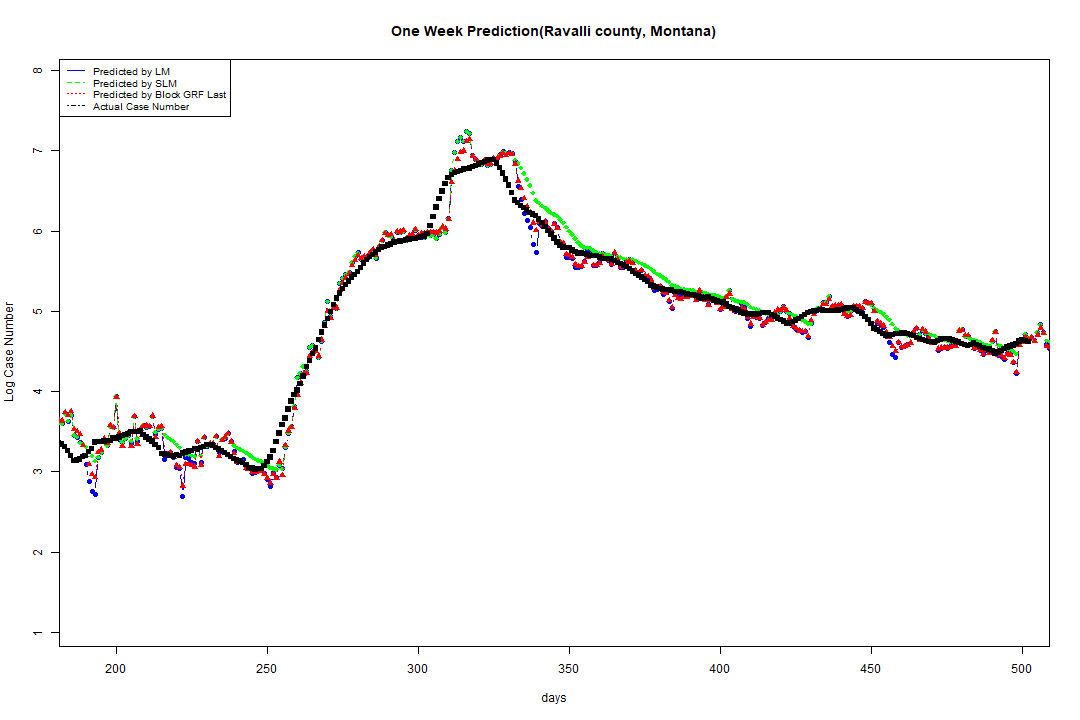 One Week Prediction(Ravalli county, Montana)
Predicted by LM
Predicted by SLM
Predicted by Block GRF Last
Actual Case Number
8
7
6
5
4
3
2
1
Log Case Number
200 250 300 350 400 450 500
days